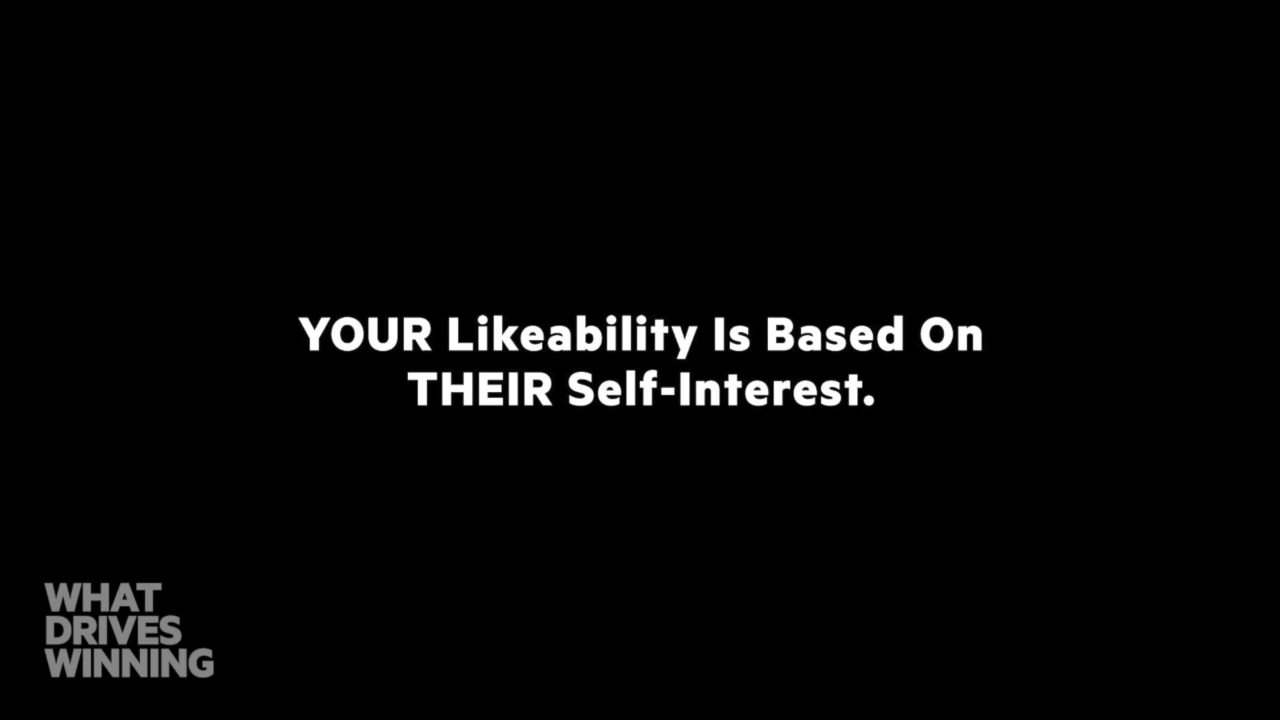 YOUR Likeability Is Based On
THEIR Self-Interest.
WHAT
DRIVES
WINNING